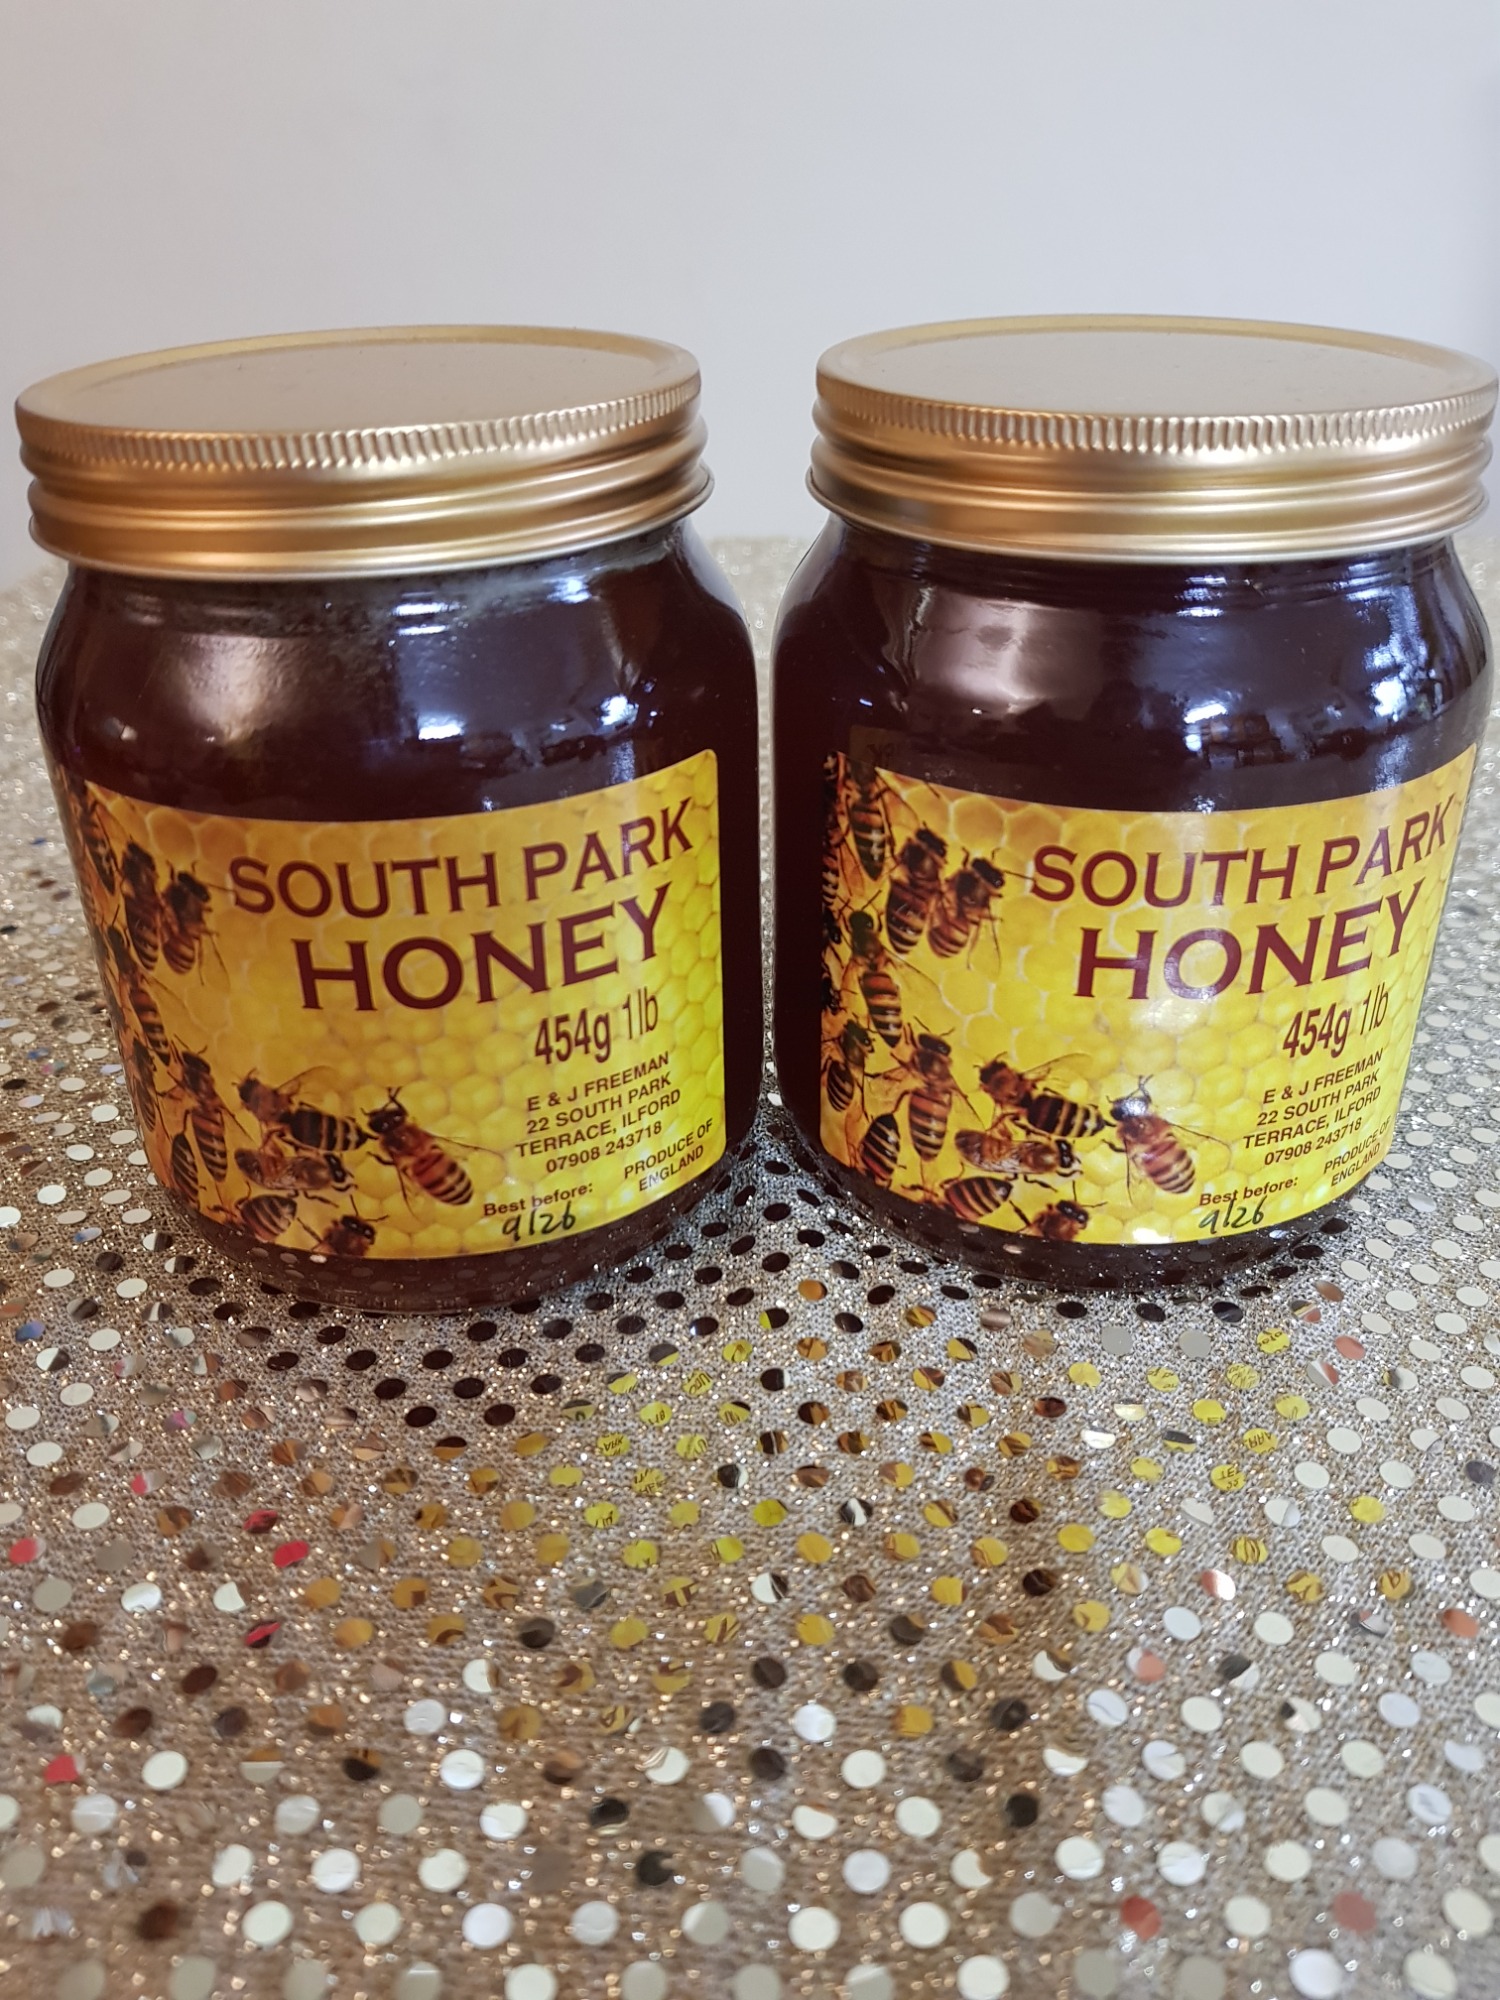 SOUTH PARK
HONEY
454g 1lb
E & J FREEMAN
22 SOUTH PARK
TERRACE, ILFORD
07908 243718
PRODUCE OF
ENGLAND
Best before:
9/26
SOUTH PARK
HONEY
454g 1lb
E & J FREEMAN
22 SOUTH PARK
TERRACE, ILFORD
07908 243718
PRODUCE OF
ENGLAND
Best before:
9/26